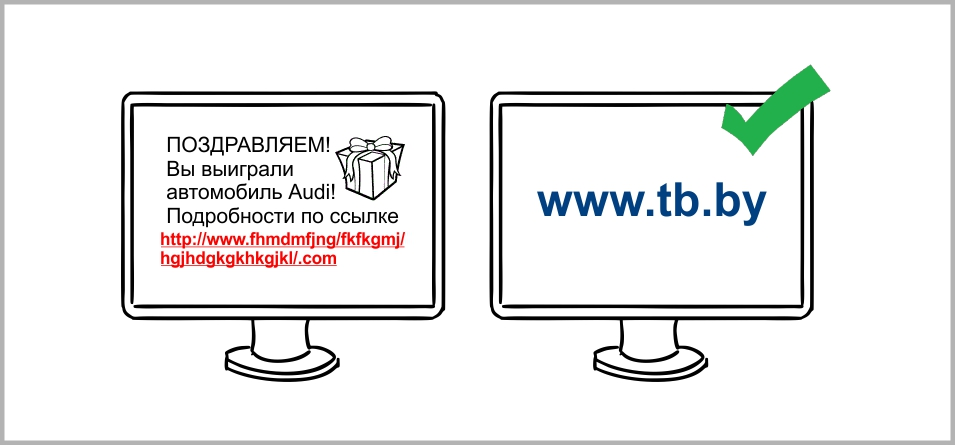 ПОЗДРАВЛЯЕМ!
Вы выиграли
автомобиль Audi!
Подробности по ссылке
http://www.fhmdmfjng/fkfkgmj/
hgjhdgkgkhkgjkl/.com
www.tb.by